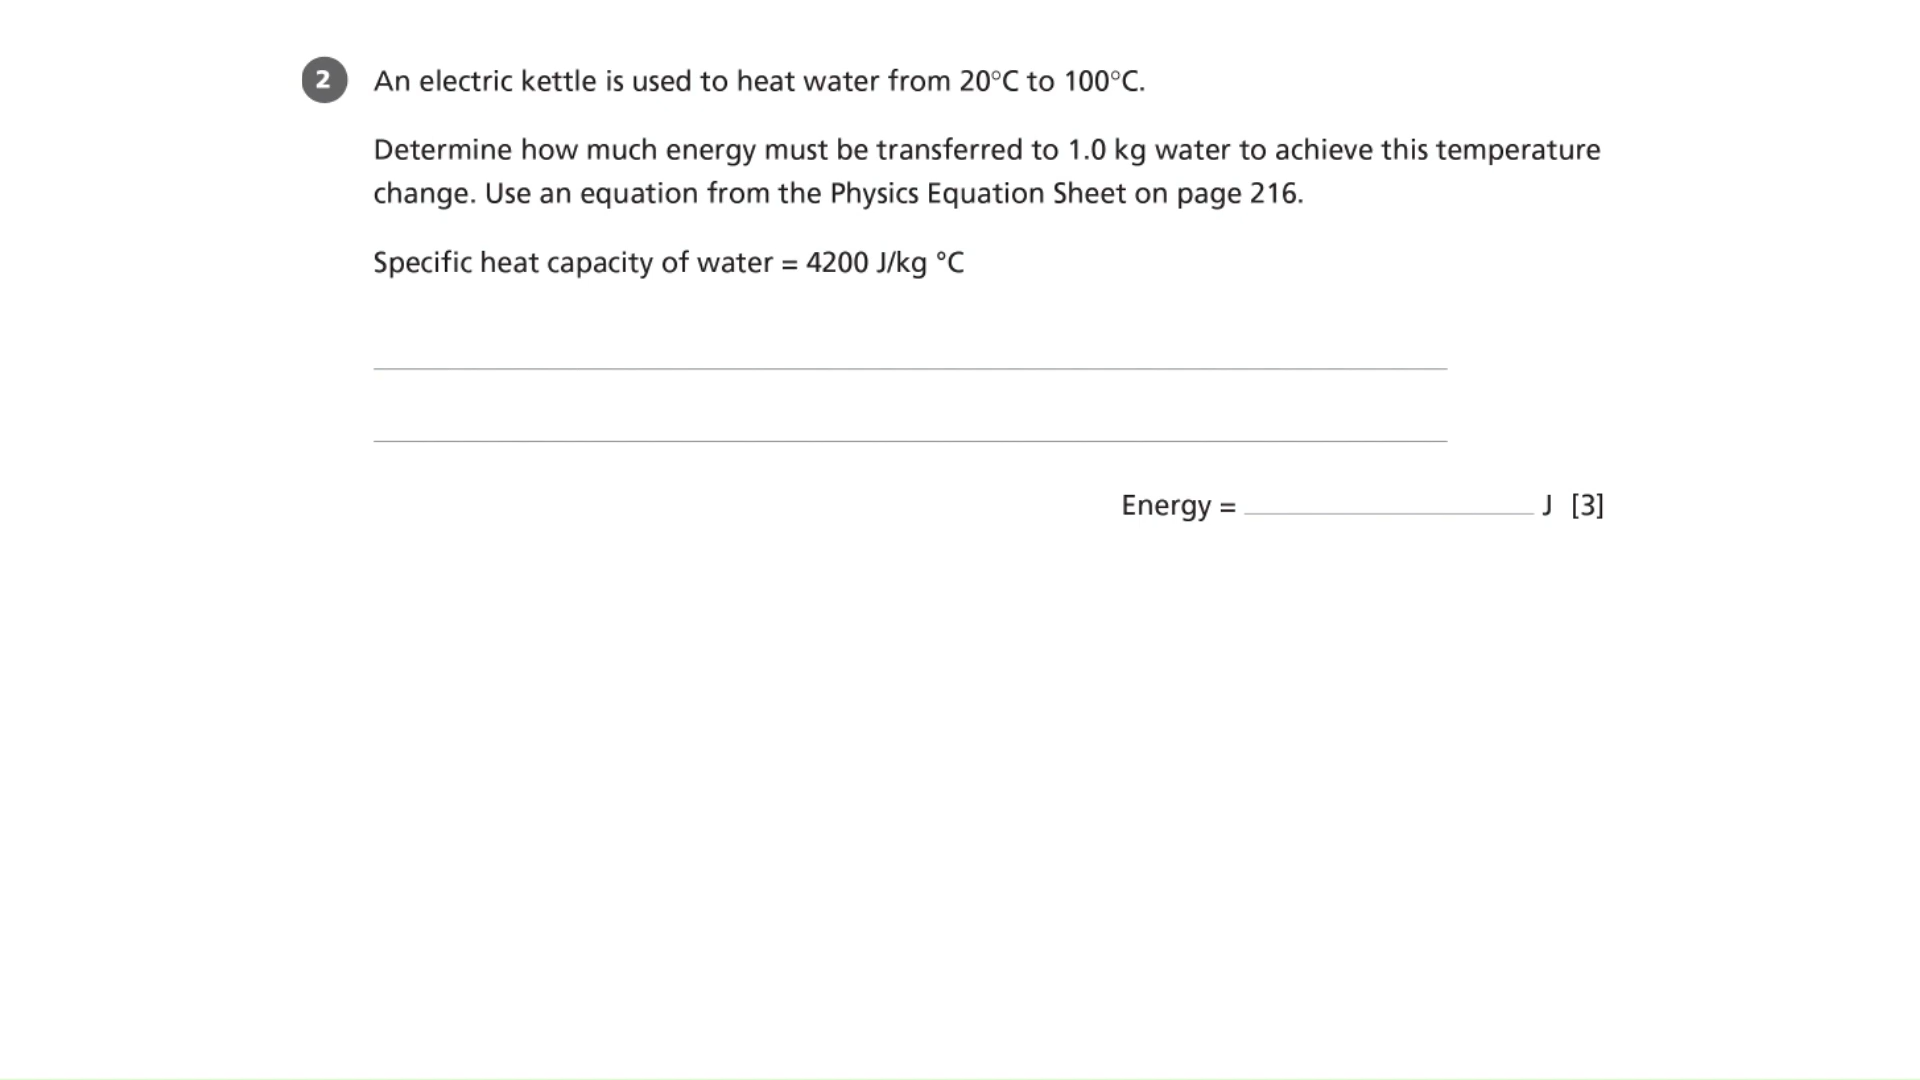 2 An electric kettle is used to heat water from 20°C to 100°C.
Determine how much energy must be transferred to 1.0 kg water to achieve this temperature
change. Use an equation from the Physics Equation Sheet on page 216.
Specific heat capacity of water = 4200 J/kg °C
Energy = J [3]